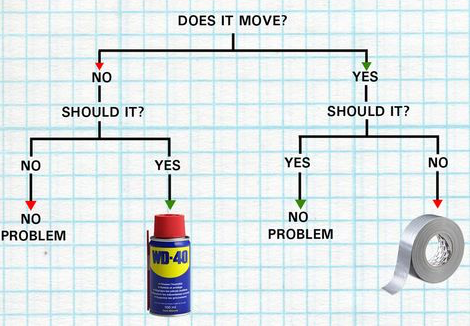 DOES IT MOVE?
NO
YES
SHOULD IT?
SHOULD IT?
NO
YES
YES
NO
NO
PROBLEM
NO
PROBLEM
WD-40